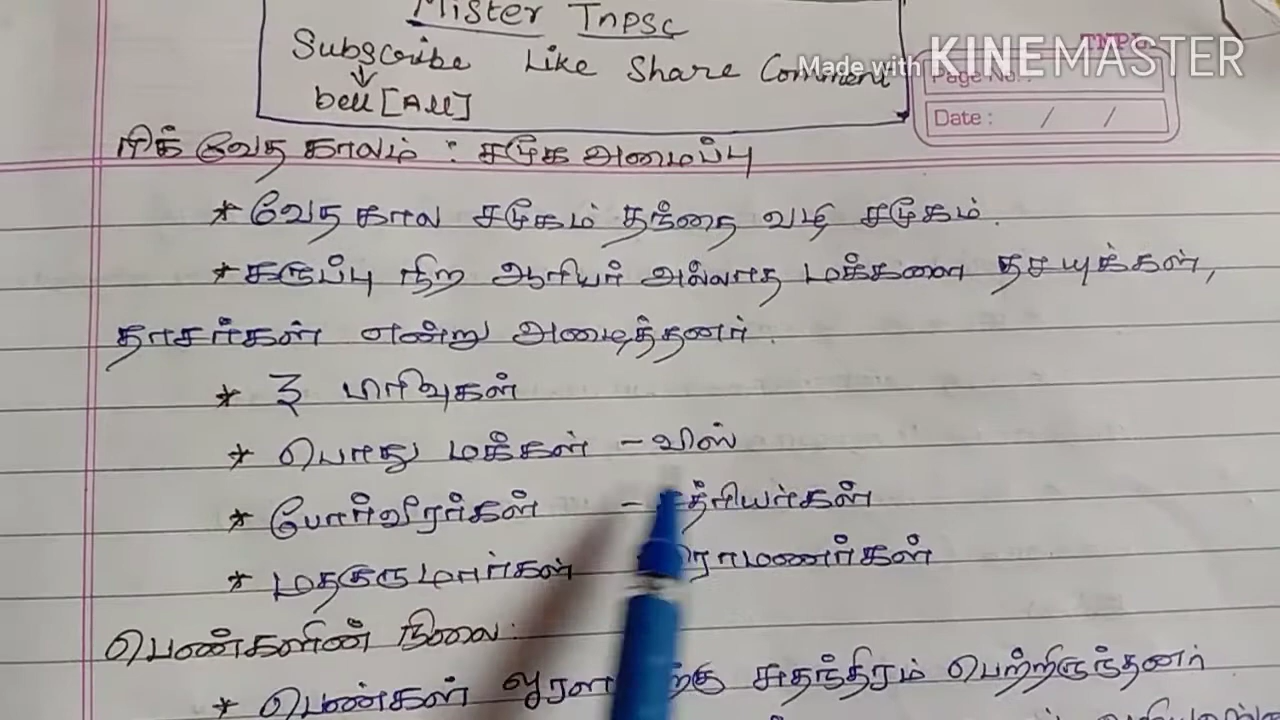 Mister Tnpsc
Subscribe Like Share Comment
bell [All]
Made with KINEMASTER
TNPL
Page No. :
Date : / /
ரிக் வேத காலம் : சமூக அமைப்பு
* வேத கால சமூகம் தந்தை வழி சமூகம்.
* கருப்பு நிற ஆரியர் அல்லாத மக்களை தசயுக்கள்,
தாசர்கள் என்று அழைத்தனர்.
* 3 பிரிவுகள்
* பொது மக்கள் - விஸ்
* போர்வீரர்கள் - சத்ரியர்கள்
* மதகுருமார்கள்
பெண்களின் நிலை:
* பெண்கள் சுதந்திரம் பெற்றிருந்தனர்